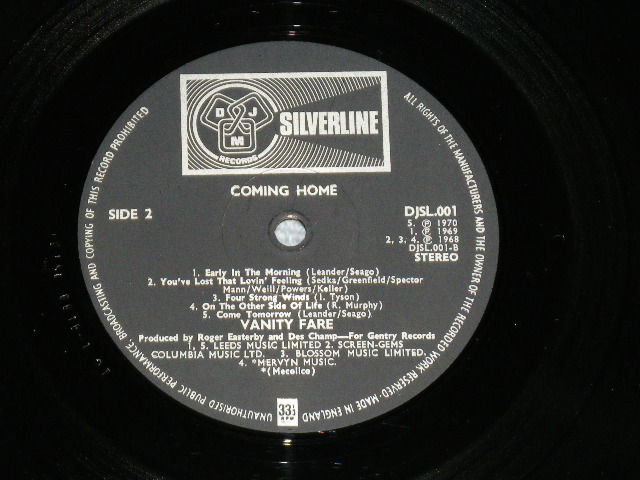 D J
M
RECORDS
SILVERLINE
COMING HOME
SIDE 2
DJSL.001
5. ℗ 1970
1. ℗ 1969
2, 3, 4. ℗ 1968
DJSL.001-B
STEREO
1. Early In The Morning (Leander/Seago)
2. You've Lost That Lovin' Feeling (Sedka/Greenfield/Spector
Mann/Weill/Powers/Keller)
3. Four Strong Winds (I. Tyson)
4. On The Other Side Of Life (R. Murphy)
5. Come Tomorrow (Leander/Seago)
VANITY FARE
Produced by Roger Easterby and Des Champ—For Gentry Records
1, 5. LEEDS MUSIC LIMITED 2. SCREEN-GEMS
COLUMBIA MUSIC LTD. 3. BLOSSOM MUSIC LIMITED.
4. *MERVYN MUSIC.
*(Mecolico)
33⅓
RPM
ALL RIGHTS OF THE MANUFACTURERS AND THE OWNER OF THE RECORDED WORK RESERVED·MADE IN ENGLAND
UNAUTHORISED PUBLIC PERFORMANCE, BROADCASTING AND COPYING OF THIS RECORD PROHIBITED